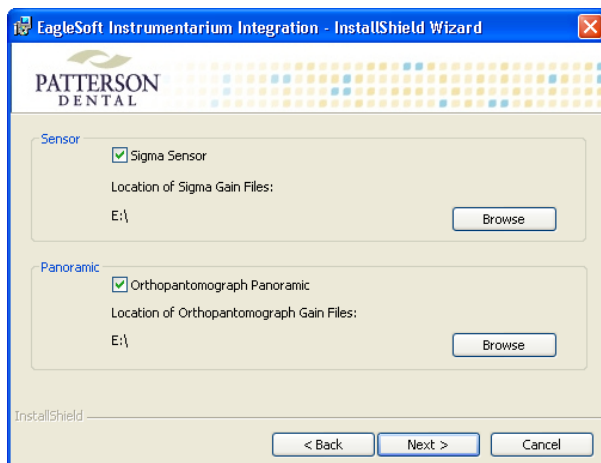 EagleSoft Instrumentarium Integration - InstallShield Wizard
PATTERSON
DENTAL
Sensor
Sigma Sensor
Location of Sigma Gain Files:
E:\
Browse
Panoramic
Orthopantomograph Panoramic
Location of Orthopantomograph Gain Files:
E:\
Browse
InstallShield
< Back
Next >
Cancel